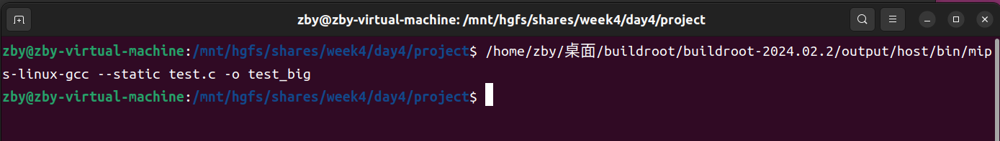 zby@zby-virtual-machine: /mnt/hgfs/shares/week4/day4/project
zby@zby-virtual-machine:/mnt/hgfs/shares/week4/day4/project$ /home/zby/桌面/buildroot/buildroot-2024.02.2/output/host/bin/mip
s-linux-gcc --static test.c -o test_big
zby@zby-virtual-machine:/mnt/hgfs/shares/week4/day4/project$